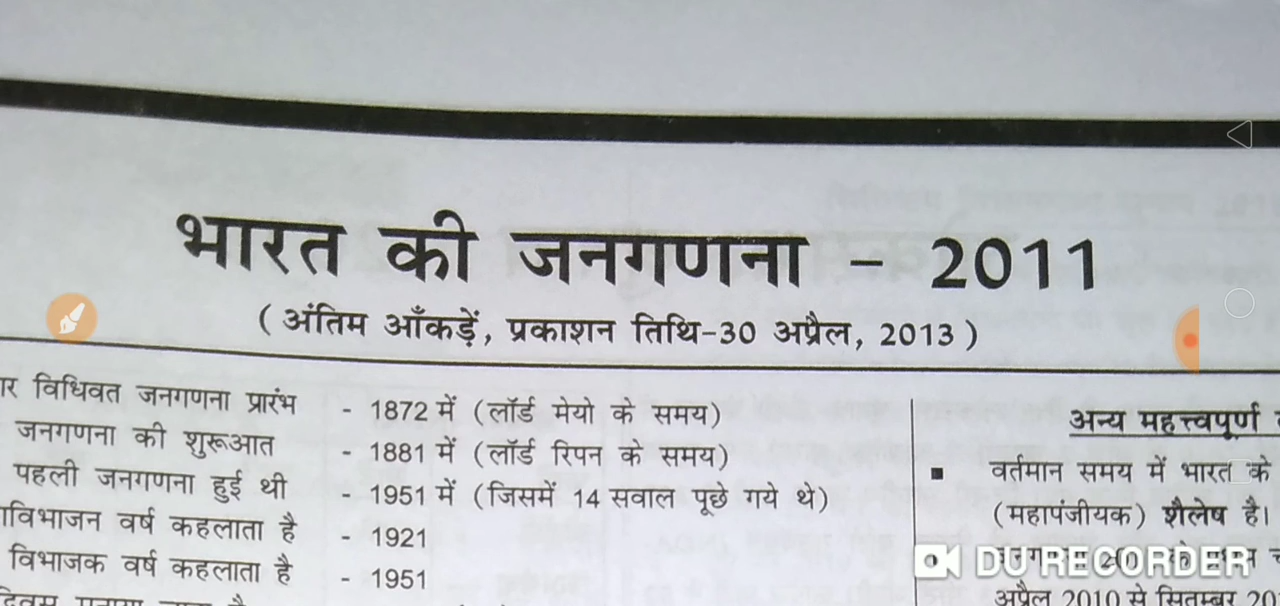 भारत की जनगणना – 2011
( अंतिम आँकड़ें, प्रकाशन तिथि-30 अप्रैल, 2013 )
विधिवत जनगणना प्रारंभ - 1872 में (लॉर्ड मेयो के समय)
जनगणना की शुरूआत - 1881 में (लॉर्ड रिपन के समय)
पहली जनगणना हुई थी - 1951 में (जिसमें 14 सवाल पूछे गये थे)
विभाजन वर्ष कहलाता है - 1921
विभाजक वर्ष कहलाता है - 1951
अन्य महत्त्वपूर्ण
▪ वर्तमान समय में भारत के
(महापंजीयक) शैलेष है।
अप्रैल 2010 से सितम्बर
DU RECORDER